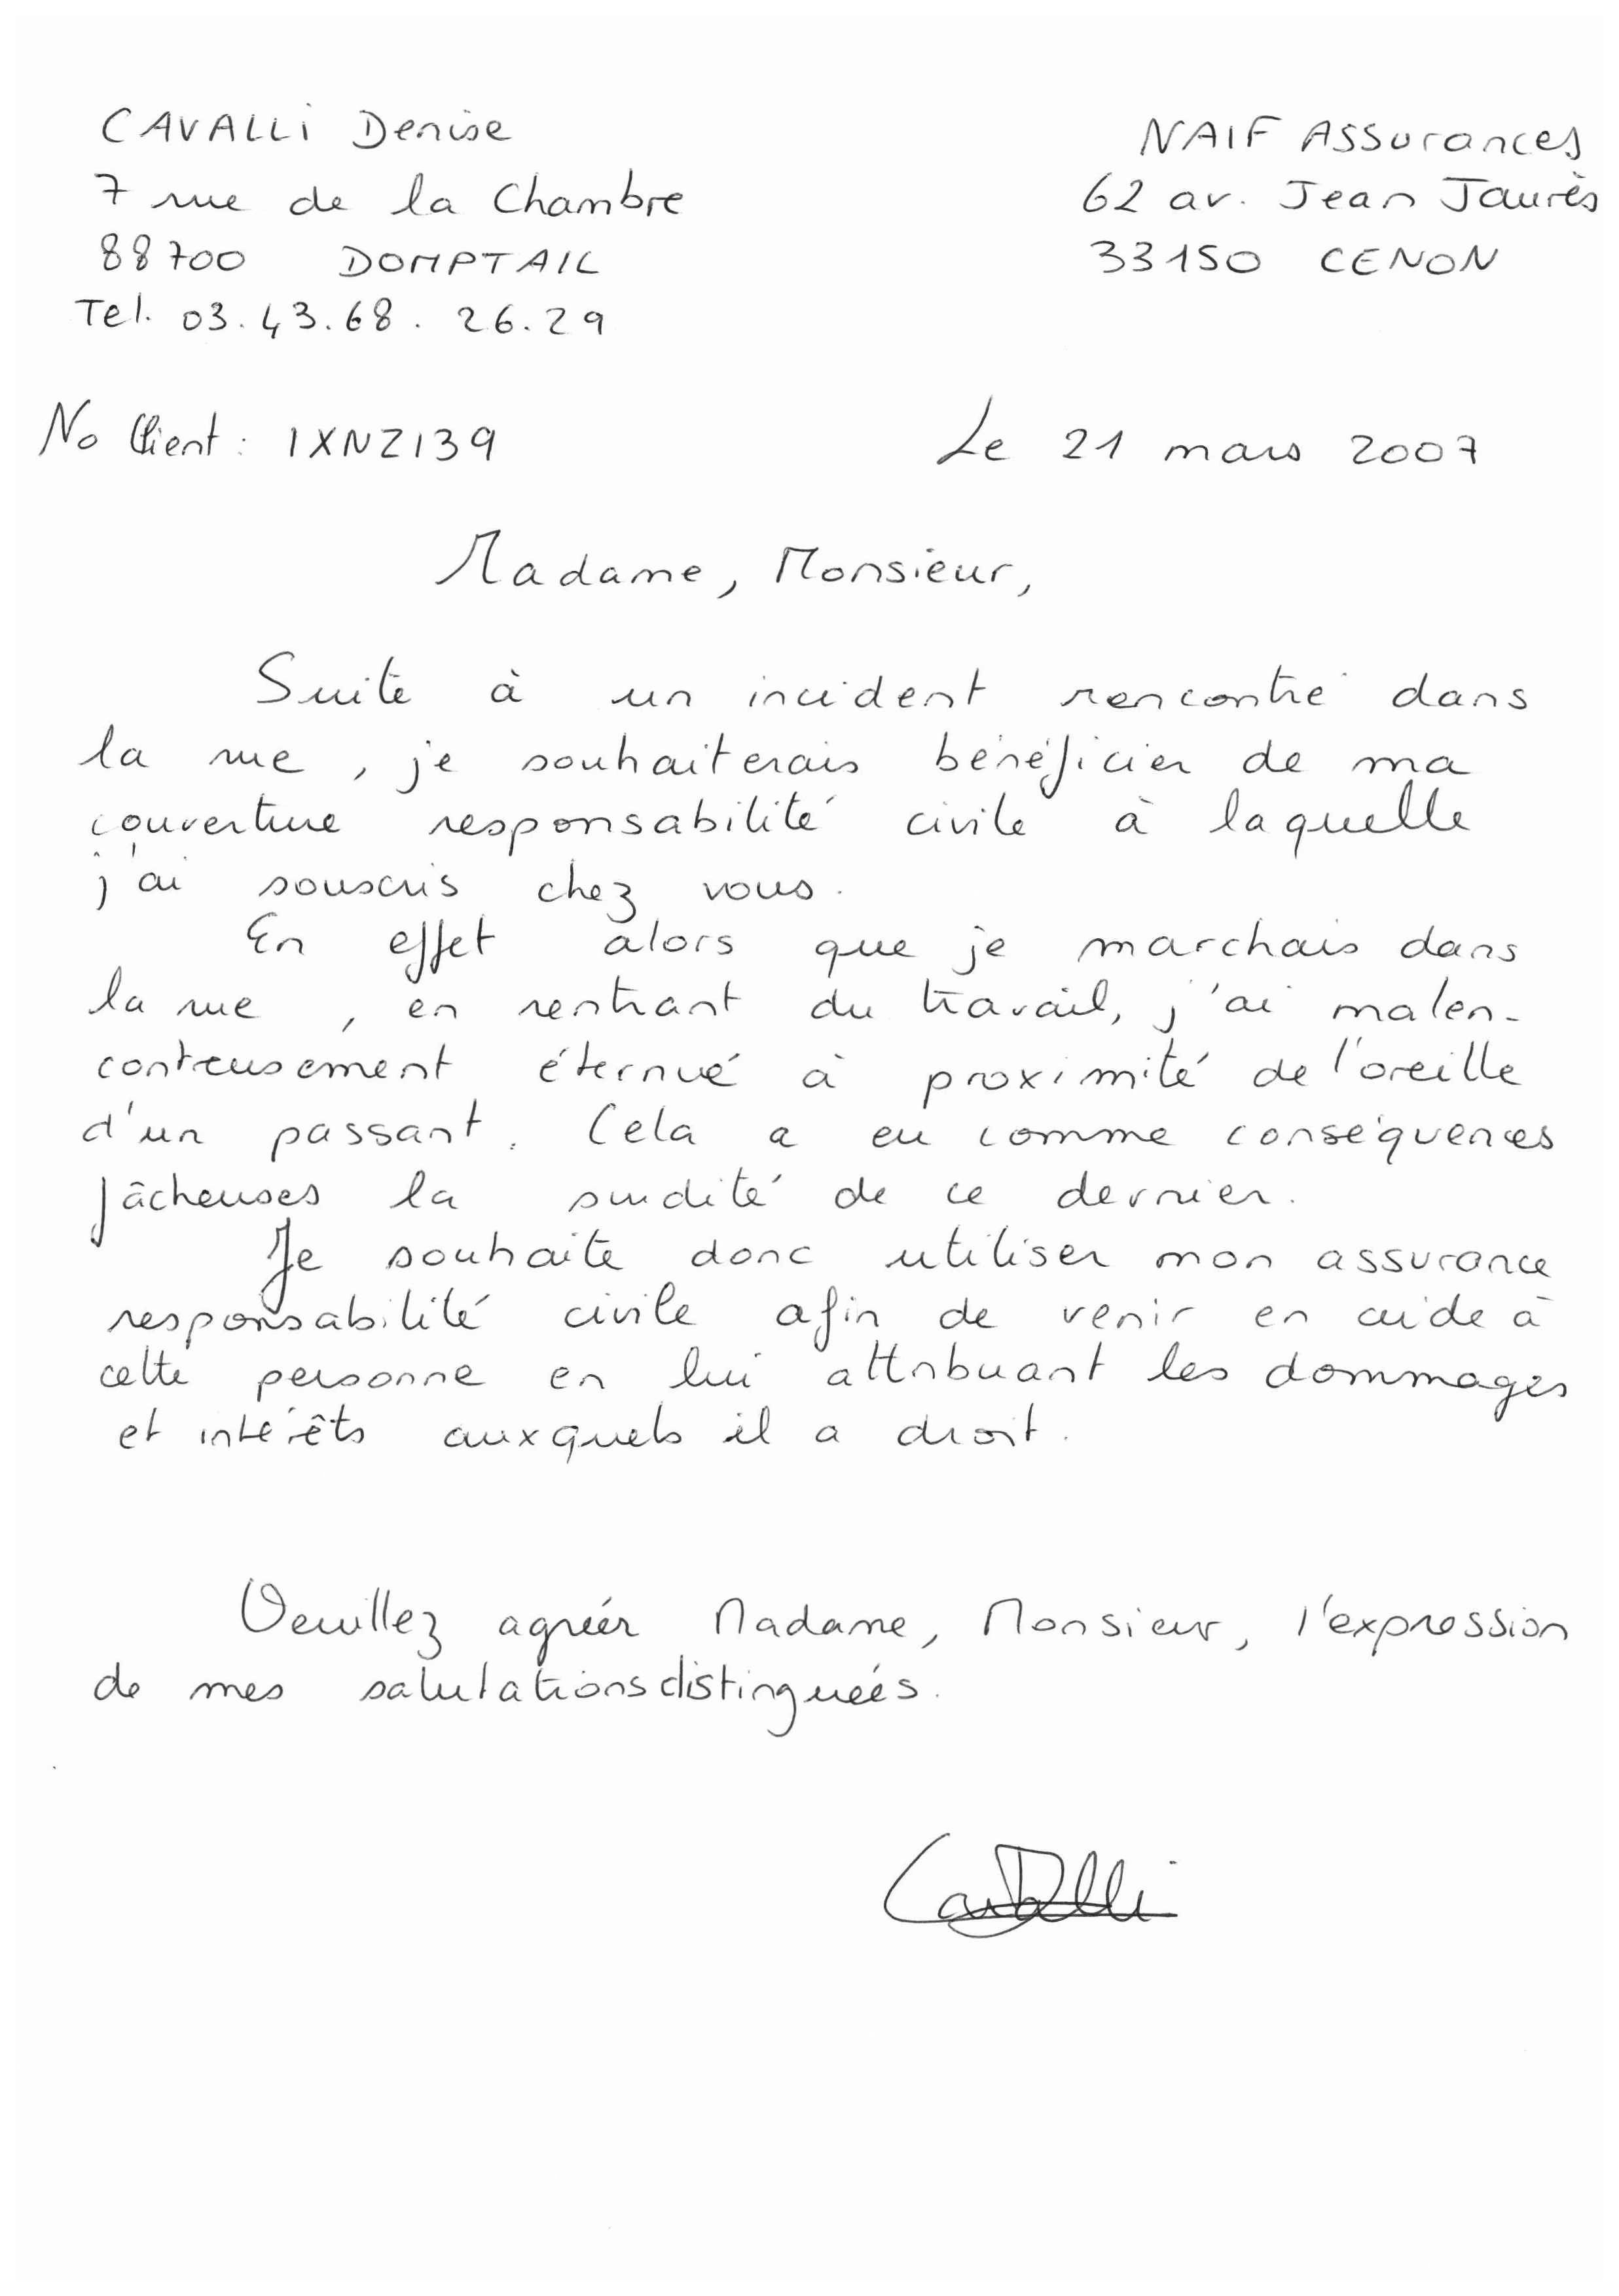 CAVALLI Denise
7 rue de la Chambre
88700 DOMPTAIL
Tel. 03.43.68.26.29
NAIF Assurances
62 av. Jean Jaurès
33150 CENON
No Client : IXNZ139
Le 21 mars 2007
Madame, Monsieur,
Suite à un incident rencontré dans
la rue, je souhaiterais bénéficier de ma
couverture responsabilité civile à laquelle
j'ai souscris chez vous.
En effet alors que je marchais dans
la rue, en rentrant du travail, j'ai malen-
contreusement éternué à proximité de l'oreille
d'un passant. Cela a eu comme conséquences
fâcheuses la surdité de ce dernier.
Je souhaite donc utiliser mon assurance
responsabilité civile afin de venir en aide à
cette personne en lui attribuant les dommages
et intérêts auxquels il a droit.
Veuillez agréer Madame, Monsieur, l'expression
de mes salutations distinguées.
Cavalli